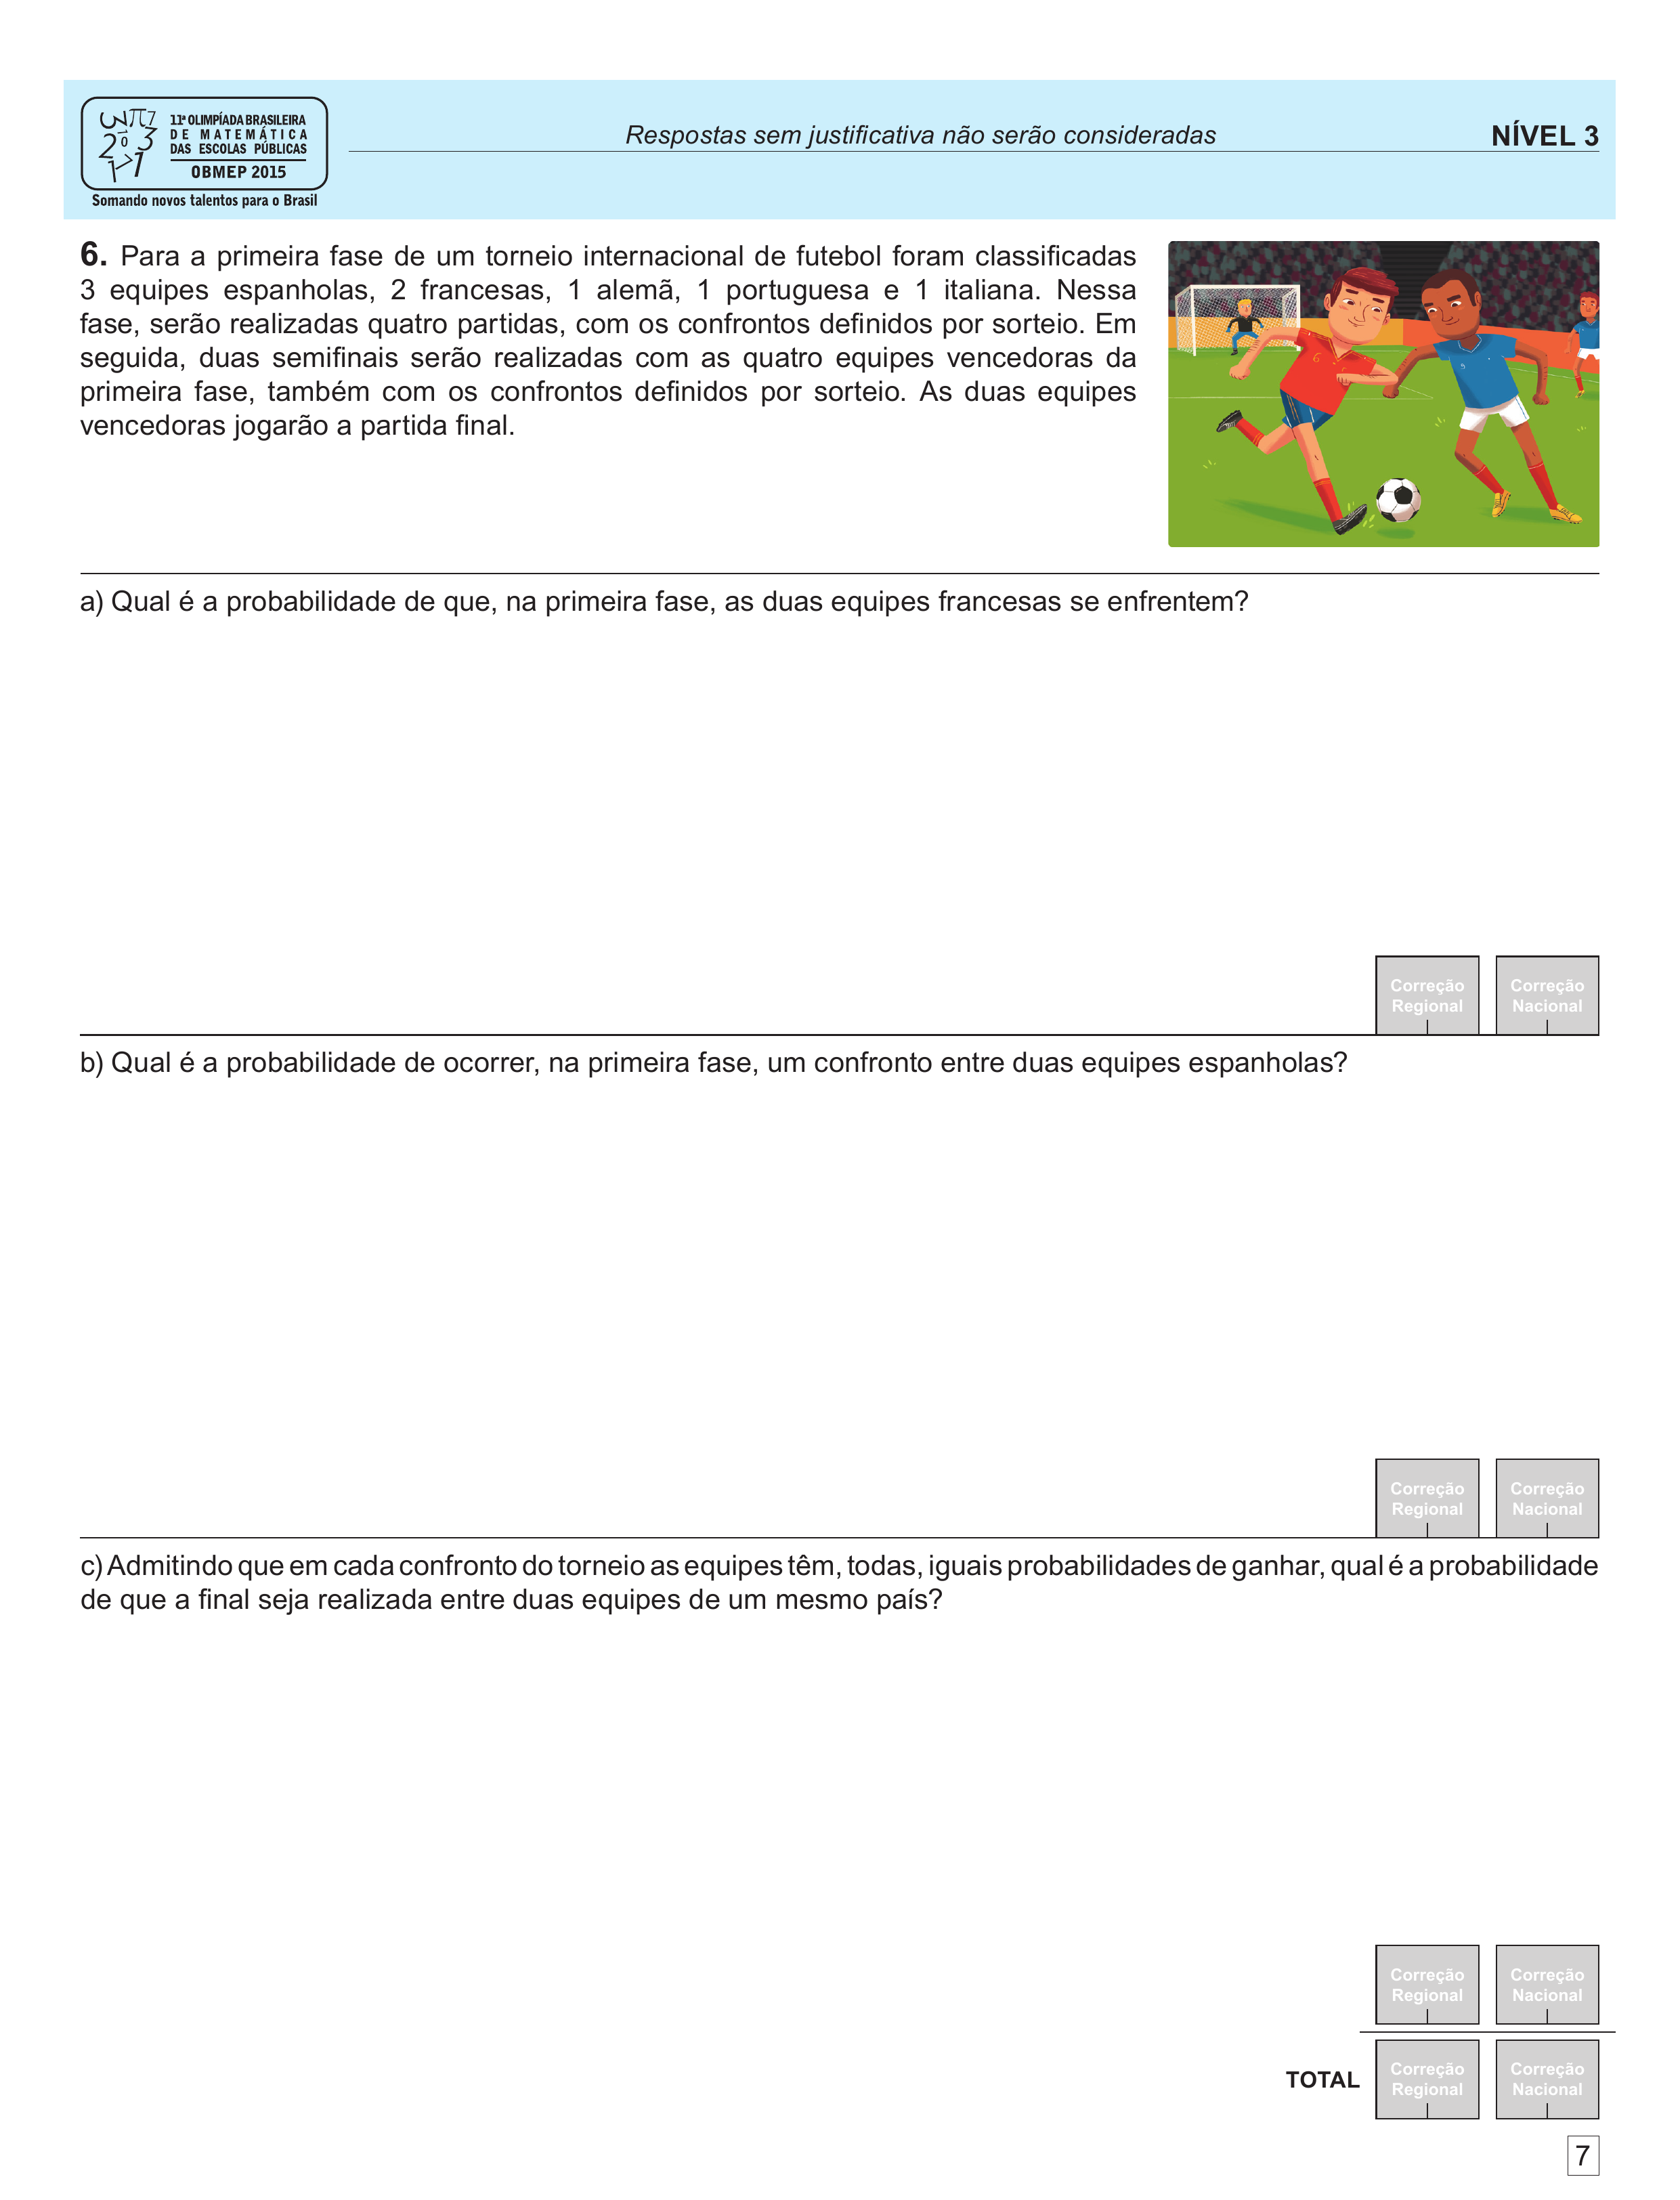 11ª OLIMPÍADA BRASILEIRA
DE MATEMÁTICA
DAS ESCOLAS PÚBLICAS
OBMEP 2015
Somando novos talentos para o Brasil
Respostas sem justificativa não serão consideradas
NÍVEL 3
6. Para a primeira fase de um torneio internacional de futebol foram classificadas
3 equipes espanholas, 2 francesas, 1 alemã, 1 portuguesa e 1 italiana. Nessa
fase, serão realizadas quatro partidas, com os confrontos definidos por sorteio. Em
seguida, duas semifinais serão realizadas com as quatro equipes vencedoras da
primeira fase, também com os confrontos definidos por sorteio. As duas equipes
vencedoras jogarão a partida final.
a) Qual é a probabilidade de que, na primeira fase, as duas equipes francesas se enfrentem?
Correção
Regional
Correção
Nacional
b) Qual é a probabilidade de ocorrer, na primeira fase, um confronto entre duas equipes espanholas?
Correção
Regional
Correção
Nacional
c) Admitindo que em cada confronto do torneio as equipes têm, todas, iguais probabilidades de ganhar, qual é a probabilidade
de que a final seja realizada entre duas equipes de um mesmo país?
Correção
Regional
Correção
Nacional
TOTAL
Correção
Regional
Correção
Nacional
7